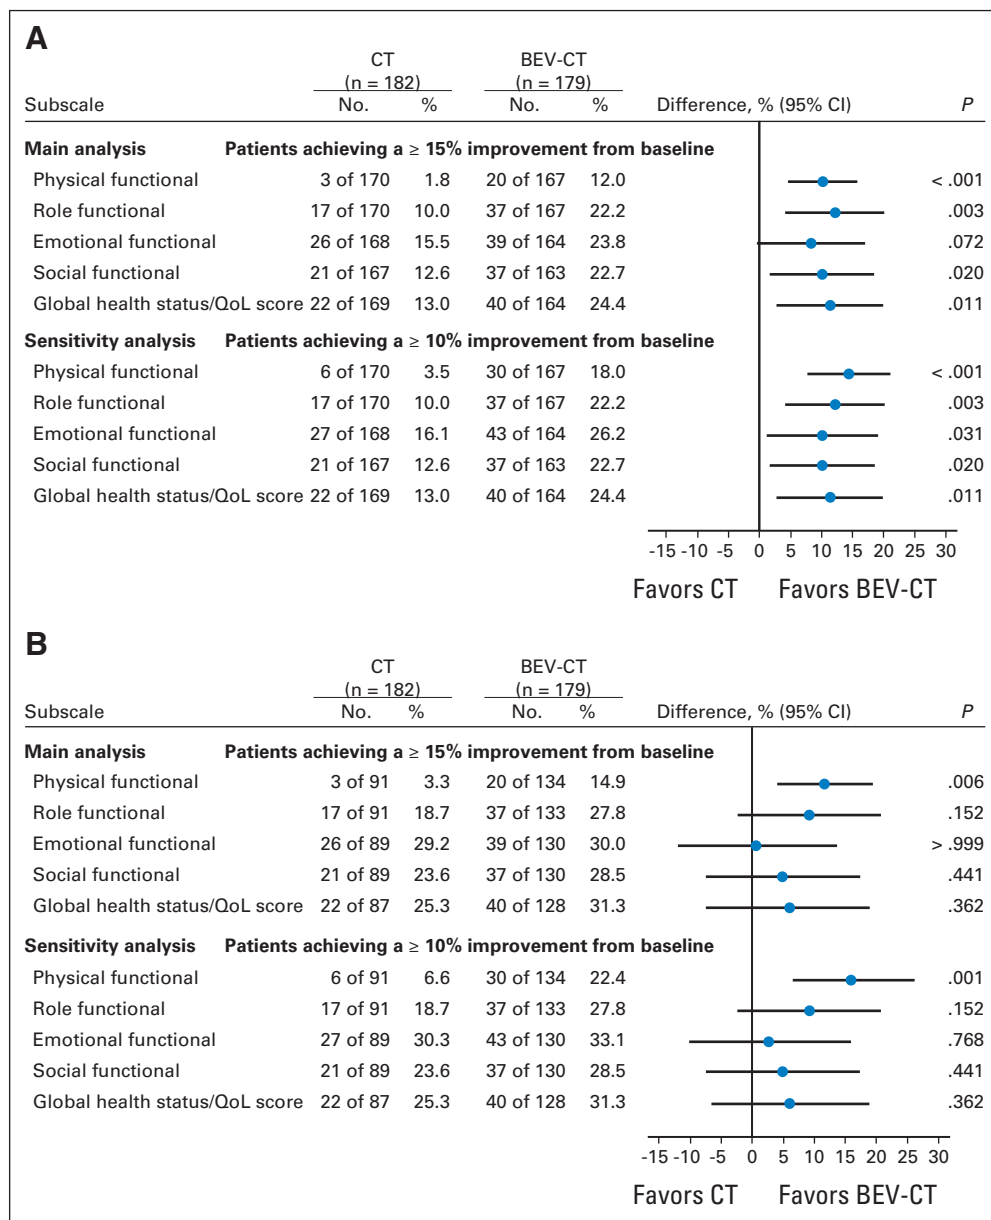 A
CT BEV-CT
(n = 182) (n = 179)
Subscale No. % No. % Difference, % (95% CI) P
Main analysis Patients achieving a ≥ 15% improvement from baseline
Physical functional 3 of 170 1.8 20 of 167 12.0 < .001
Role functional 17 of 170 10.0 37 of 167 22.2 .003
Emotional functional 26 of 168 15.5 39 of 164 23.8 .072
Social functional 21 of 167 12.6 37 of 163 22.7 .020
Global health status/QoL score 22 of 169 13.0 40 of 164 24.4 .011
Sensitivity analysis Patients achieving a ≥ 10% improvement from baseline
Physical functional 6 of 170 3.5 30 of 167 18.0 < .001
Role functional 17 of 170 10.0 37 of 167 22.2 .003
Emotional functional 27 of 168 16.1 43 of 164 26.2 .031
Social functional 21 of 167 12.6 37 of 163 22.7 .020
Global health status/QoL score 22 of 169 13.0 40 of 164 24.4 .011
-15 -10 -5 0 5 10 15 20 25 30
Favors CT Favors BEV-CT
B
CT BEV-CT
(n = 182) (n = 179)
Subscale No. % No. % Difference, % (95% CI) P
Main analysis Patients achieving a ≥ 15% improvement from baseline
Physical functional 3 of 91 3.3 20 of 134 14.9 .006
Role functional 17 of 91 18.7 37 of 133 27.8 .152
Emotional functional 26 of 89 29.2 39 of 130 30.0 > .999
Social functional 21 of 89 23.6 37 of 130 28.5 .441
Global health status/QoL score 22 of 87 25.3 40 of 128 31.3 .362
Sensitivity analysis Patients achieving a ≥ 10% improvement from baseline
Physical functional 6 of 91 6.6 30 of 134 22.4 .001
Role functional 17 of 91 18.7 37 of 133 27.8 .152
Emotional functional 27 of 89 30.3 43 of 130 33.1 .768
Social functional 21 of 89 23.6 37 of 130 28.5 .441
Global health status/QoL score 22 of 87 25.3 40 of 128 31.3 .362
-15 -10 -5 0 5 10 15 20 25 30
Favors CT Favors BEV-CT